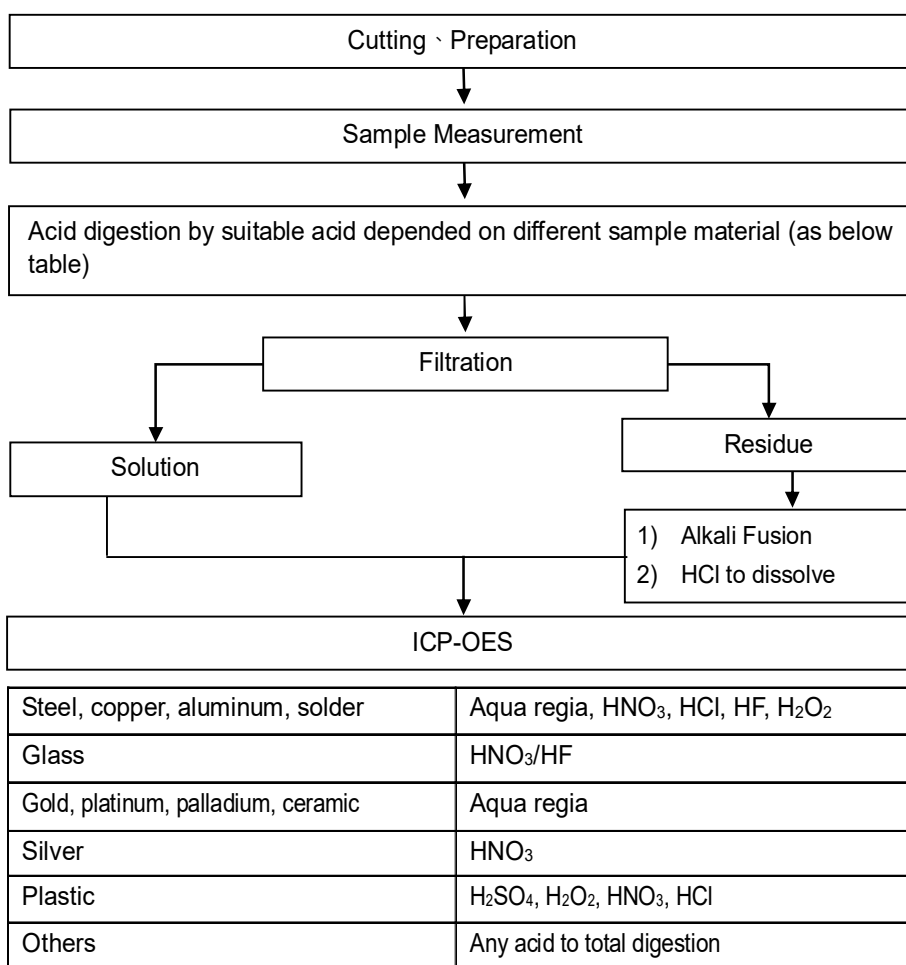 Cutting、Preparation
Sample Measurement
Acid digestion by suitable acid depended on different sample material (as below
table)
Filtration
Solution
Residue
1) Alkali Fusion
2) HCl to dissolve
ICP-OES
Steel, copper, aluminum, solder Aqua regia, HNO₃, HCl, HF, H₂O₂
Glass HNO₃/HF
Gold, platinum, palladium, ceramic Aqua regia
Silver HNO₃
Plastic H₂SO₄, H₂O₂, HNO₃, HCl
Others Any acid to total digestion